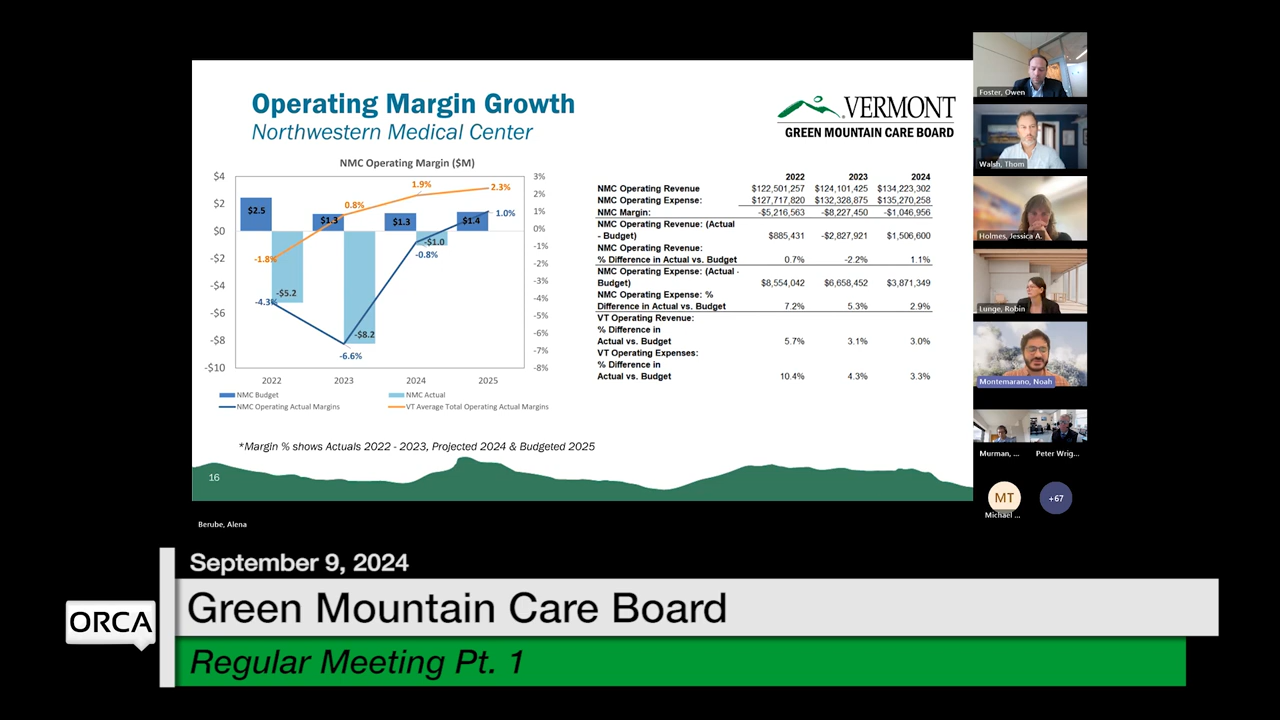 Operating Margin Growth
Northwestern Medical Center
VERMONT
GREEN MOUNTAIN CARE BOARD
NMC Operating Margin ($M)
$4
$2
$0
-$2
-$4
-$6
-$8
-$10
3%
2%
1%
0%
-1%
-2%
-3%
-4%
-5%
-6%
-7%
-8%
$2.5
$1.3
$1.3
$1.4
-$5.2
-$8.2
-$1.0
-1.8%
0.8%
1.9%
2.3%
-4.3%
-6.6%
-0.8%
1.0%
2022 2023 2024 2025
NMC Budget NMC Actual
NMC Operating Actual Margins VT Average Total Operating Actual Margins
2022 2023 2024
NMC Operating Revenue $122,501,257 $124,101,425 $134,223,302
NMC Operating Expense: $127,717,820 $132,328,875 $135,270,258
NMC Margin: -$5,216,563 -$8,227,450 -$1,046,956
NMC Operating Revenue: (Actual
- Budget) $885,431 -$2,827,921 $1,506,600
NMC Operating Revenue:
% Difference in Actual vs. Budget 0.7% -2.2% 1.1%
NMC Operating Expense: (Actual -
Budget) $8,554,042 $6,658,452 $3,871,349
NMC Operating Expense: %
Difference in Actual vs. Budget 7.2% 5.3% 2.9%
VT Operating Revenue:
% Difference in
Actual vs. Budget 5.7% 3.1% 3.0%
VT Operating Expenses:
% Difference in
Actual vs. Budget 10.4% 4.3% 3.3%
*Margin % shows Actuals 2022 - 2023, Projected 2024 & Budgeted 2025
16
Foster, Owen
Walsh, Thom
Holmes, Jessica A.
Lunge, Robin
Montemarano, Noah
Murman, ... Peter Wrig...
MT +67
Michael ...
Berube, Alena
September 9, 2024
ORCA
Green Mountain Care Board
Regular Meeting Pt. 1